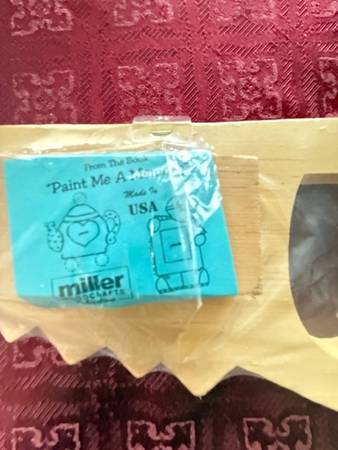 From The Book
"Paint Me A
Made In
USA
miller